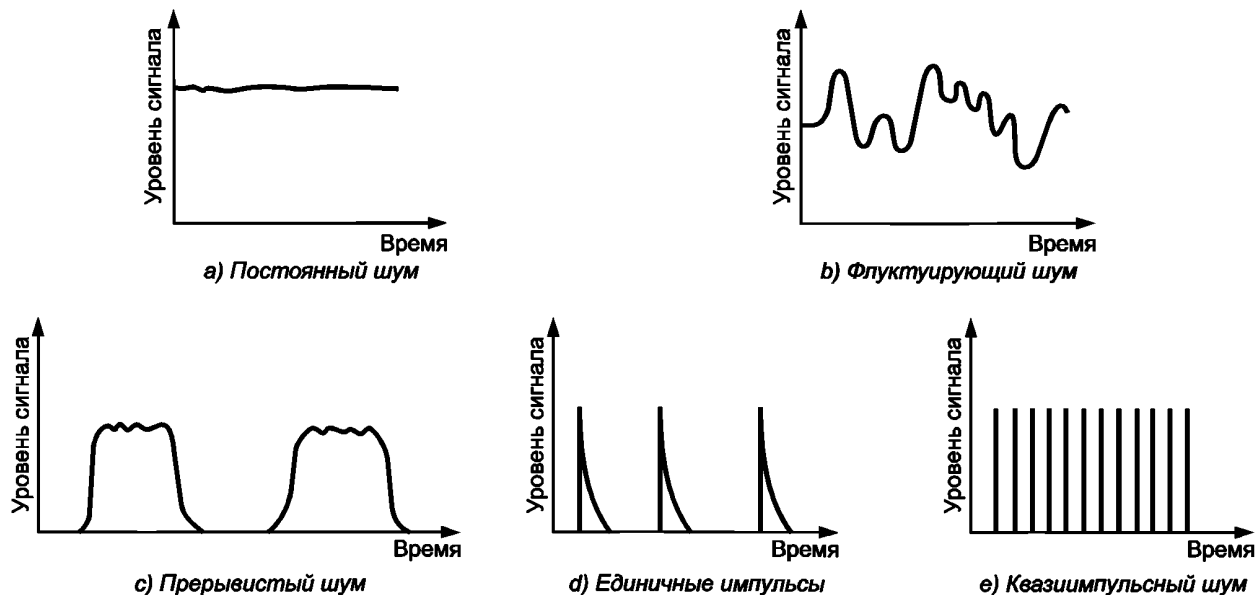 Уровень сигнала
Время
a) Постоянный шум
Уровень сигнала
Время
b) Флуктуирующий шум
Уровень сигнала
Время
c) Прерывистый шум
Уровень сигнала
Время
d) Единичные импульсы
Уровень сигнала
Время
e) Квазиимпульсный шум